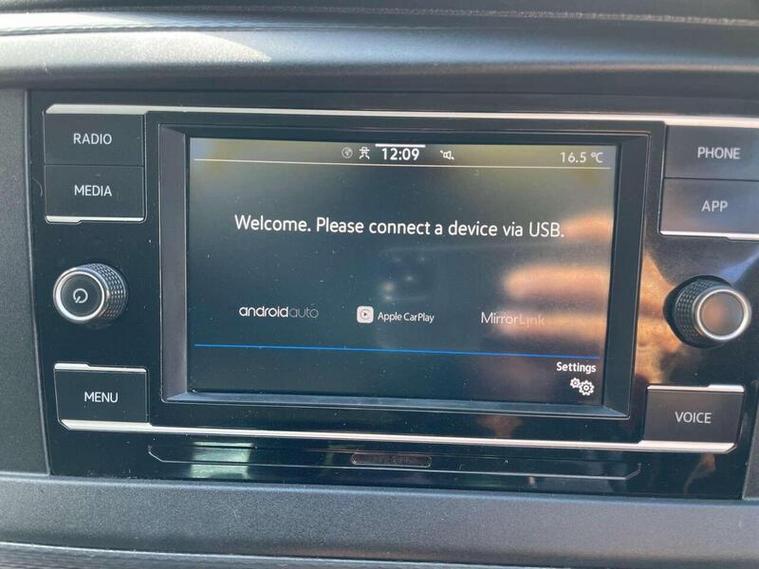 RADIO
MEDIA
12:09
16.5 °C
PHONE
APP
Welcome. Please connect a device via USB.
androidauto
Apple CarPlay
MirrorLink
Settings
MENU
VOICE